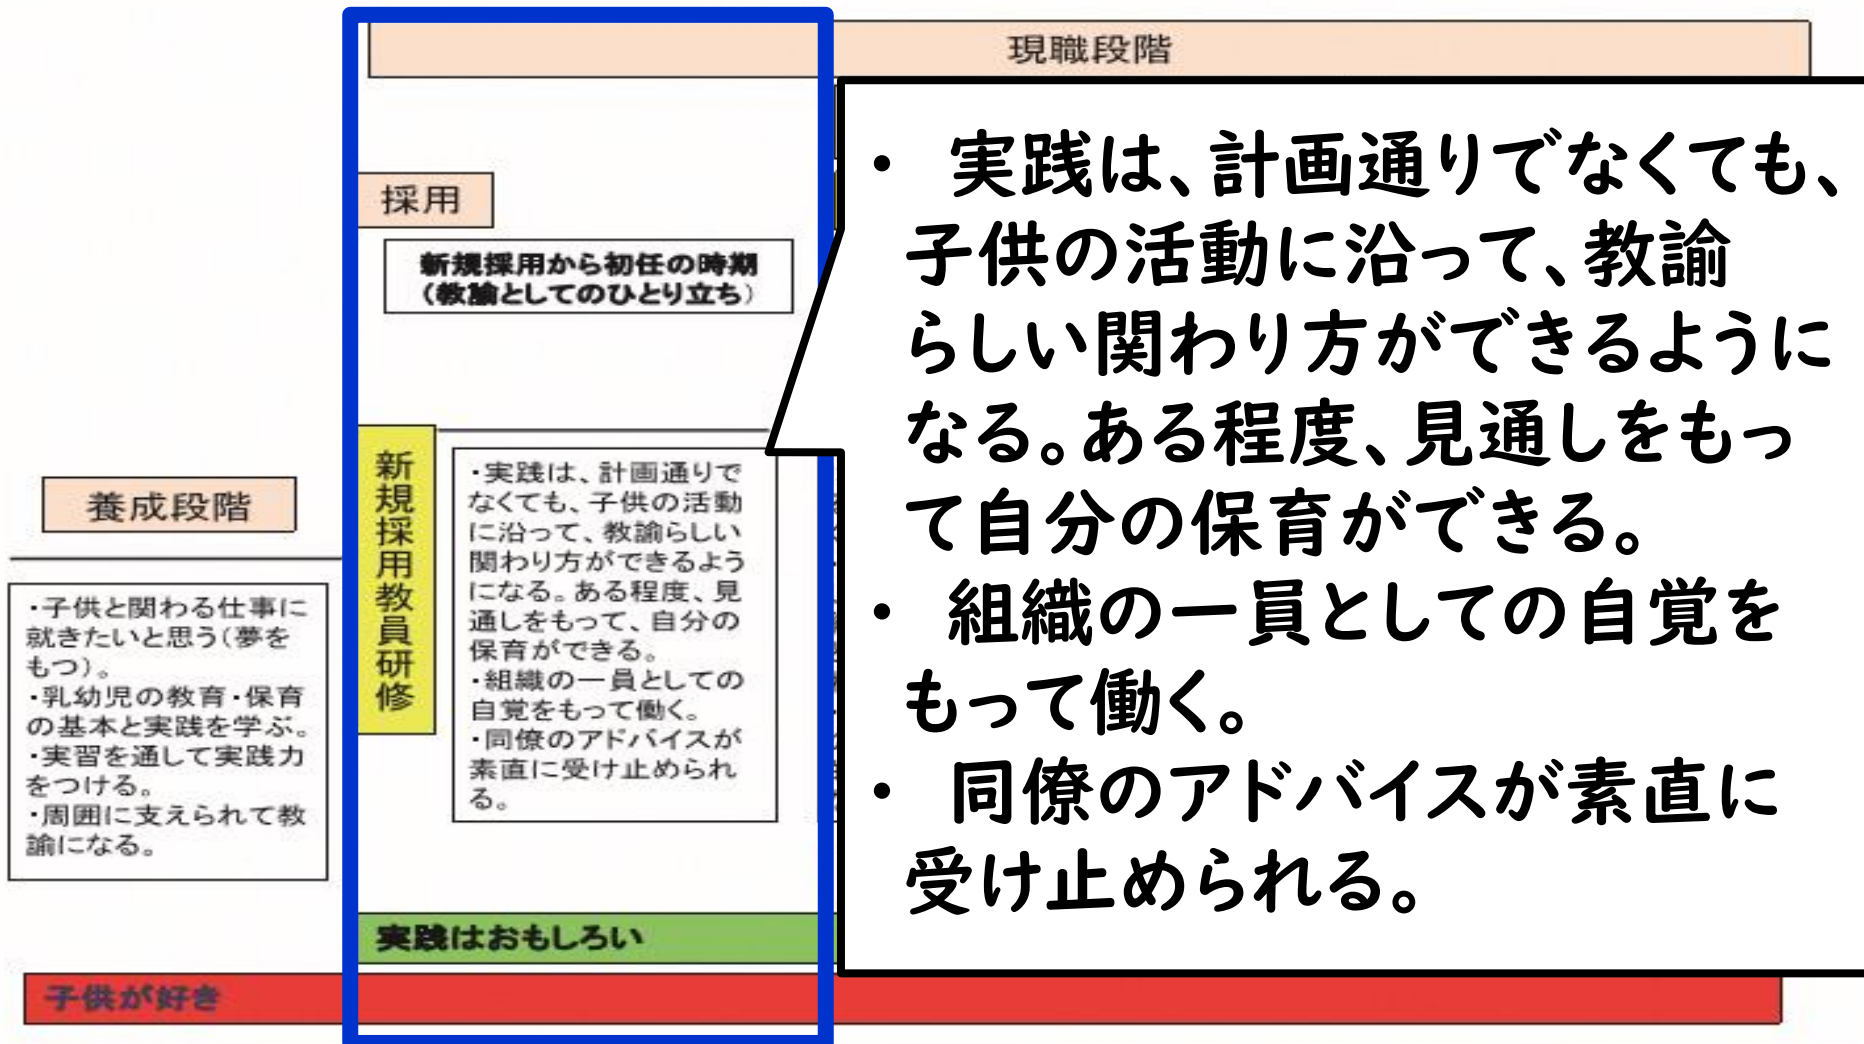 現職段階
採用
新規採用から初任の時期
（教諭としてのひとり立ち）
新規採用教員研修
・実践は、計画通りで
なくても、子供の活動
に沿って、教諭らしい
関わり方ができるよう
になる。ある程度、見
通しをもって、自分の
保育ができる。
・組織の一員としての
自覚をもって働く。
・同僚のアドバイスが
素直に受け止められ
る。
養成段階
・子供と関わる仕事に
就きたいと思う(夢を
もつ)。
・乳幼児の教育・保育
の基本と実践を学ぶ。
・実習を通して実践力
をつける。
・周囲に支えられて教
諭になる。
実践はおもしろい
子供が好き
・ 実践は、計画通りでなくても、
子供の活動に沿って、教諭
らしい関わり方ができるように
なる。ある程度、見通しをもっ
て自分の保育ができる。
・ 組織の一員としての自覚を
もって働く。
・ 同僚のアドバイスが素直に
受け止められる。